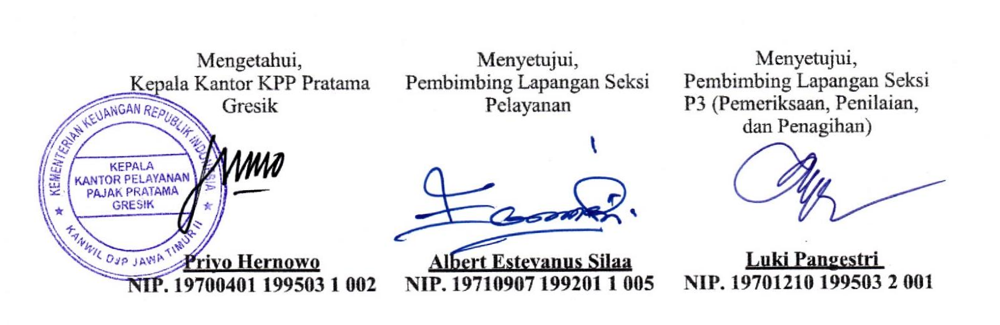 Mengetahui,
Kepala Kantor KPP Pratama
Gresik
KEMENTERIAN KEUANGAN REPUBLIK INDONESIA
KEPALA
KANTOR PELAYANAN
PAJAK PRATAMA
GRESIK
KANWIL DJP JAWA TIMUR II
Priyo Hernowo
NIP. 19700401 199503 1 002
Menyetujui,
Pembimbing Lapangan Seksi
Pelayanan
Albert Estevanus Silaa
NIP. 19710907 199201 1 005
Menyetujui,
Pembimbing Lapangan Seksi
P3 (Pemeriksaan, Penilaian,
dan Penagihan)
Luki Pangestri
NIP. 19701210 199503 2 001